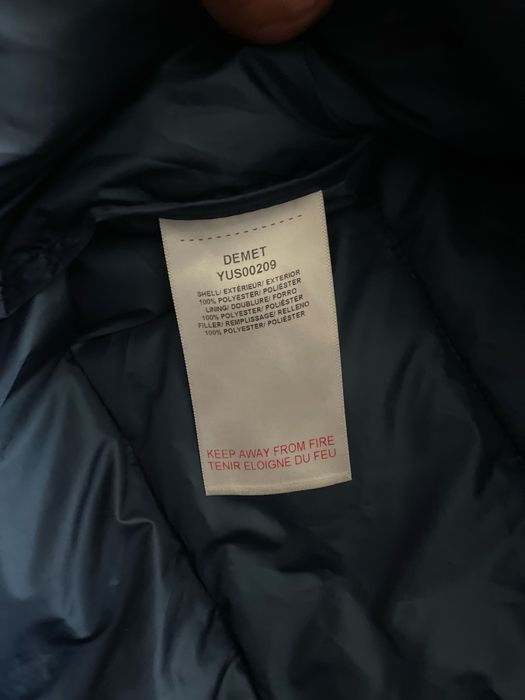 DEMET
YUS00209
SHELL/ EXTÉRIEUR/ EXTERIOR
100% POLYESTER/ POLIÉSTER
LINING/ DOUBLURE/ FORRO
100% POLYESTER/ POLIÉSTER
FILLER/ REMPLISSAGE/ RELLENO
100% POLYESTER/ POLIÉSTER
KEEP AWAY FROM FIRE
TENIR ELOIGNE DU FEU